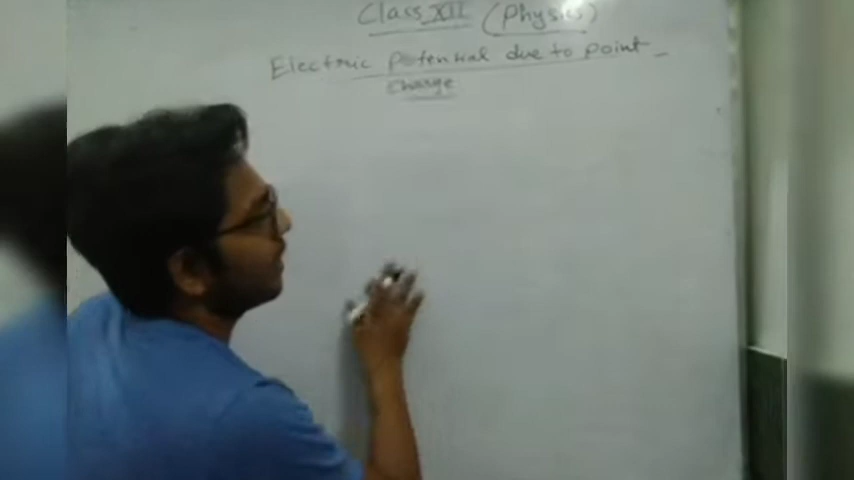 Class XII (Physics)
Electric potential due to point
charge